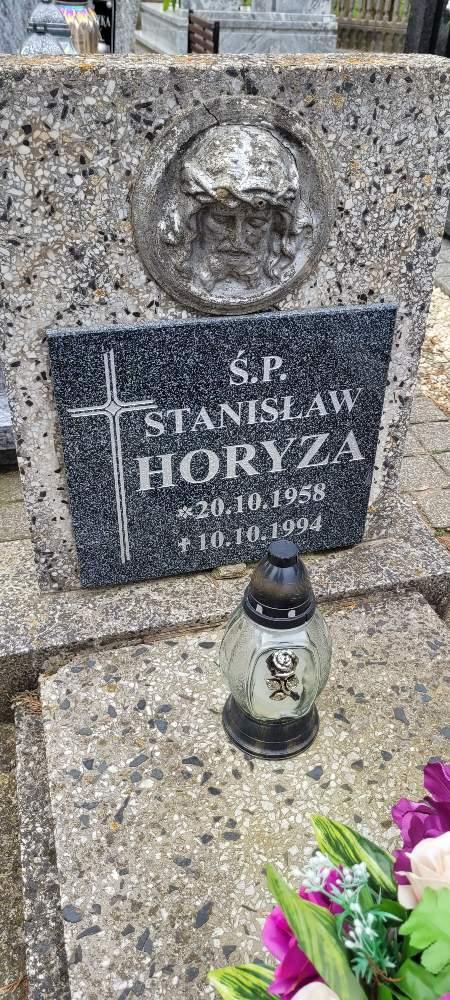 Ś.P.
STANISŁAW
HORYZA
*20.10.1958
✝10.10.1994